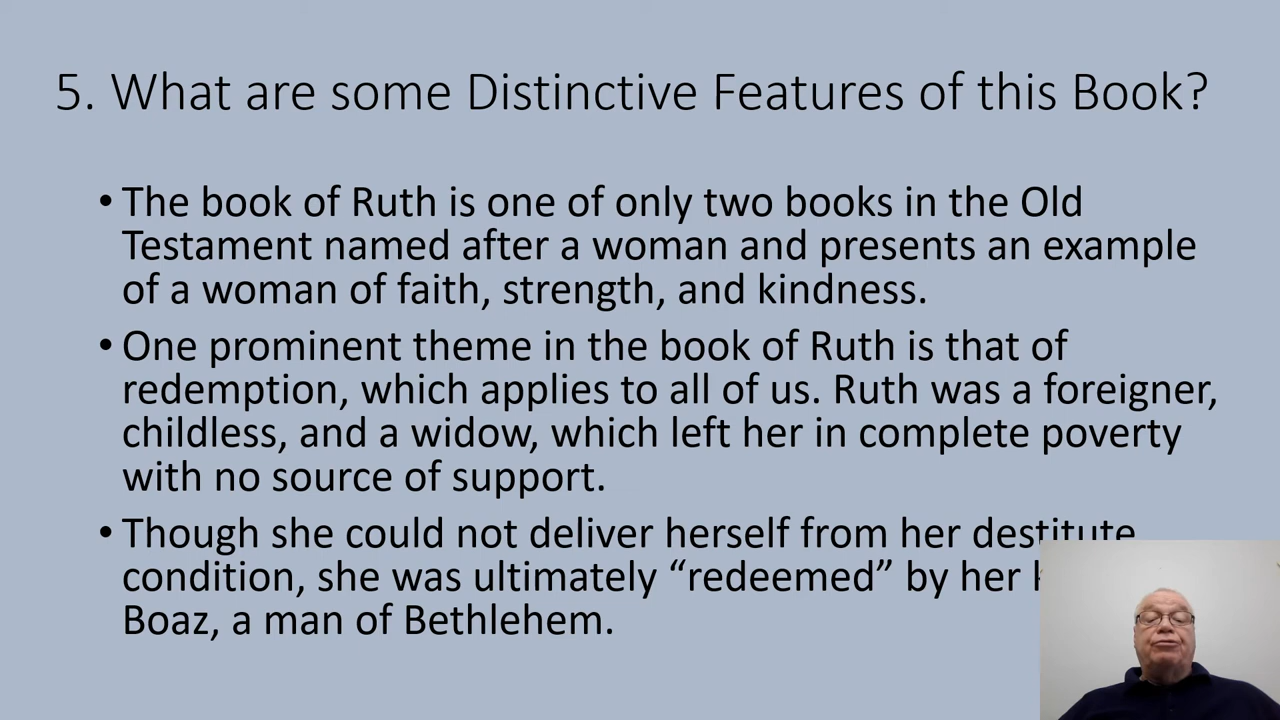 5. What are some Distinctive Features of this Book?
• The book of Ruth is one of only two books in the Old
Testament named after a woman and presents an example
of a woman of faith, strength, and kindness.
• One prominent theme in the book of Ruth is that of
redemption, which applies to all of us. Ruth was a foreigner,
childless, and a widow, which left her in complete poverty
with no source of support.
• Though she could not deliver herself from her destitute
condition, she was ultimately “redeemed” by her
Boaz, a man of Bethlehem.